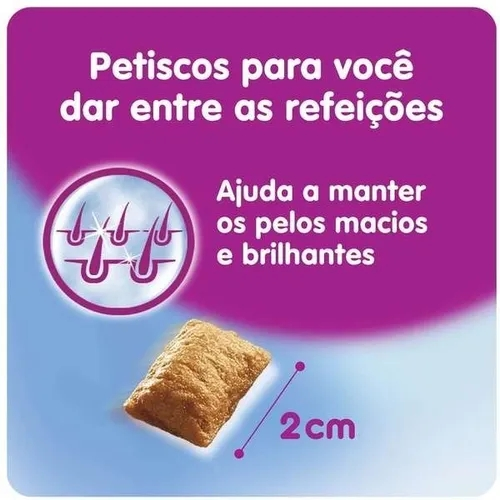 Petiscos para você
dar entre as refeições
Ajuda a manter
os pelos macios
e brilhantes
2cm